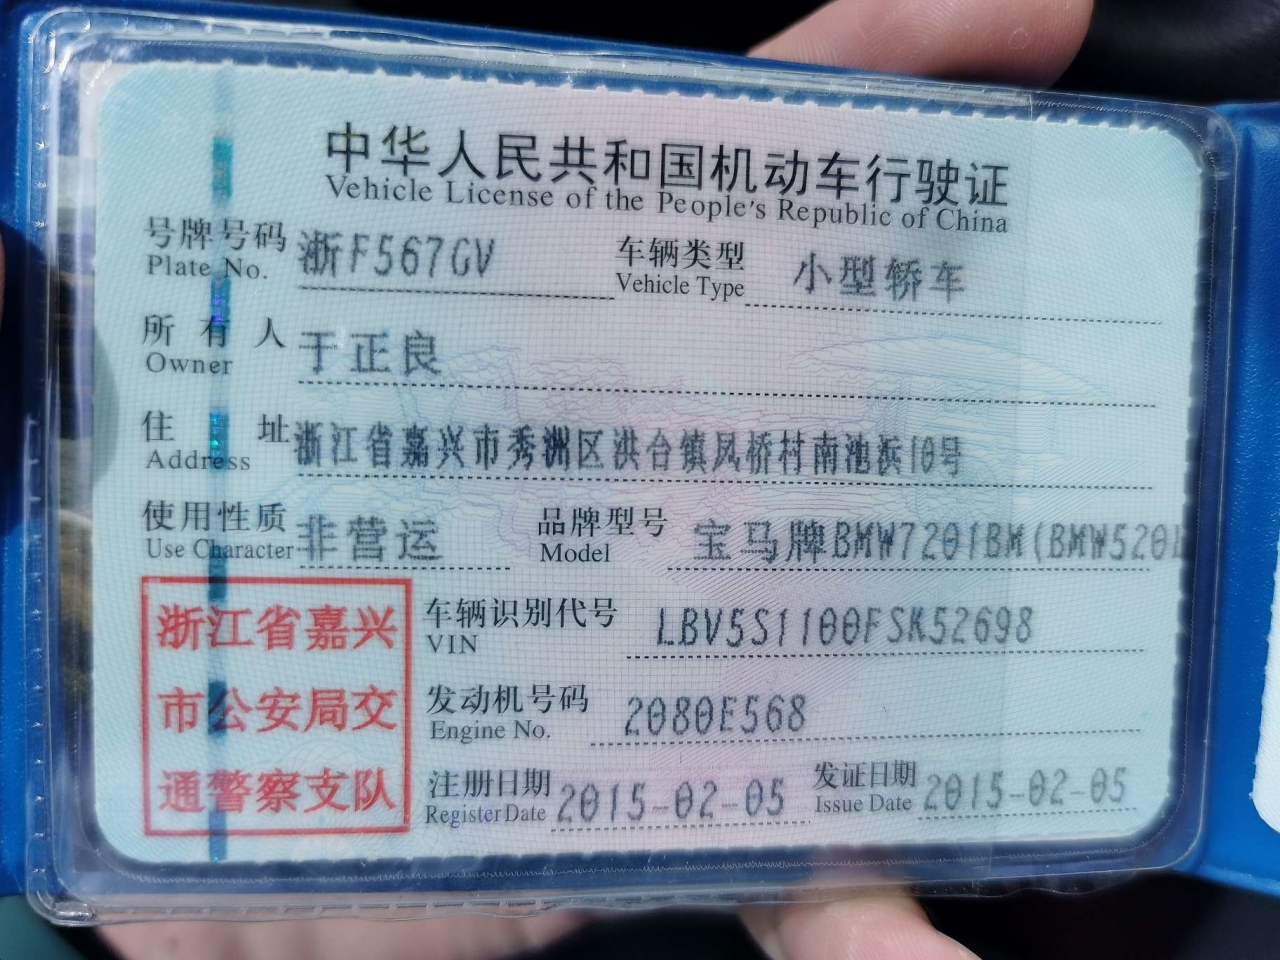 中华人民共和国机动车行驶证
Vehicle License of the People's Republic of China
号牌号码 浙F567GV 车辆类型 小型轿车
Plate No. Vehicle Type
所有人 于正良
Owner
住址 浙江省嘉兴市秀洲区洪合镇凤桥村南池浜10号
Address
使用性质 非营运 品牌型号 宝马牌BMW7201BM(BMW520L
Use Character Model
浙江省嘉兴
市公安局交
通警察支队
车辆识别代号 LBV5S1100FSK52698
VIN
发动机号码 2080E568
Engine No.
注册日期 2015-02-05 发证日期 2015-02-05
Register Date Issue Date